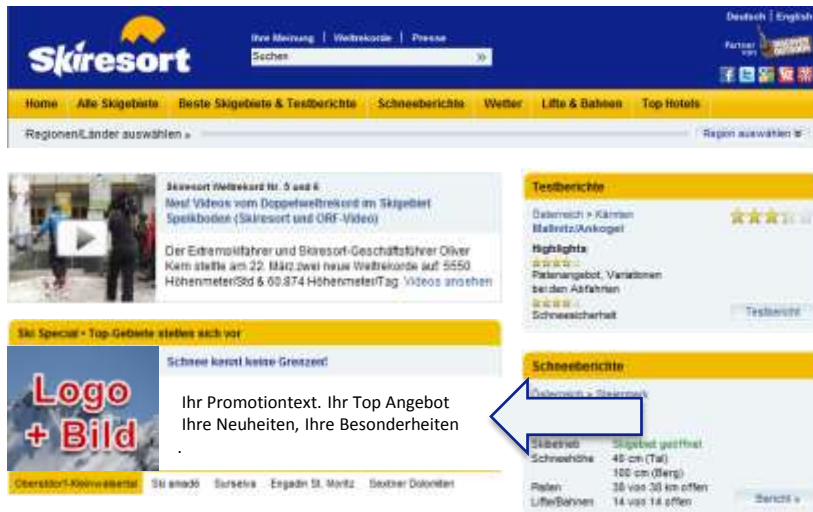 Deutsch | English
Skiresort
Ihre Meinung | Weltrekorde | Presse
Suchen
Partner von
Home Alle Skigebiete Beste Skigebiete & Testberichte Schneeberichte Wetter Lifte & Bahnen Top Hotels
Regionen/Länder auswählen »
Region auswählen
Skiresort Weltrekord Nr. 5 und 6
Neu! Videos vom Doppelweltrekord im Skigebiet
Speikboden (Skiresort und ORF-Video)
Der Extremskifahrer und Skiresort-Geschäftsführer Oliver
Kern stellte am 22. März zwei neue Weltrekorde auf: 5550
Höhenmeter/Std & 60.874 Höhenmeter/Tag. Videos ansehen
Testberichte
Österreich » Kärnten
Mallnitz/Ankogel
Highlights
Pistenangebot, Variationen
bei den Abfahrten
Schneesicherheit
Testbericht
Ski Special • Top-Gebiete stellen sich vor
Schnee kennt keine Grenzen!
Logo
+ Bild
Ihr Promotiontext. Ihr Top Angebot
Ihre Neuheiten, Ihre Besonderheiten
.
Oberstdorf-Kleinwalsertal Ski amadé Surselva Engadin St. Moritz Sextner Dolomiten
Schneeberichte
Österreich » Steiermark
Skibetrieb Skigebiet geöffnet
Schneehöhe 40 cm (Tal)
100 cm (Berg)
Pisten 38 von 38 km offen
Lifte/Bahnen 14 von 14 offen
Bericht »